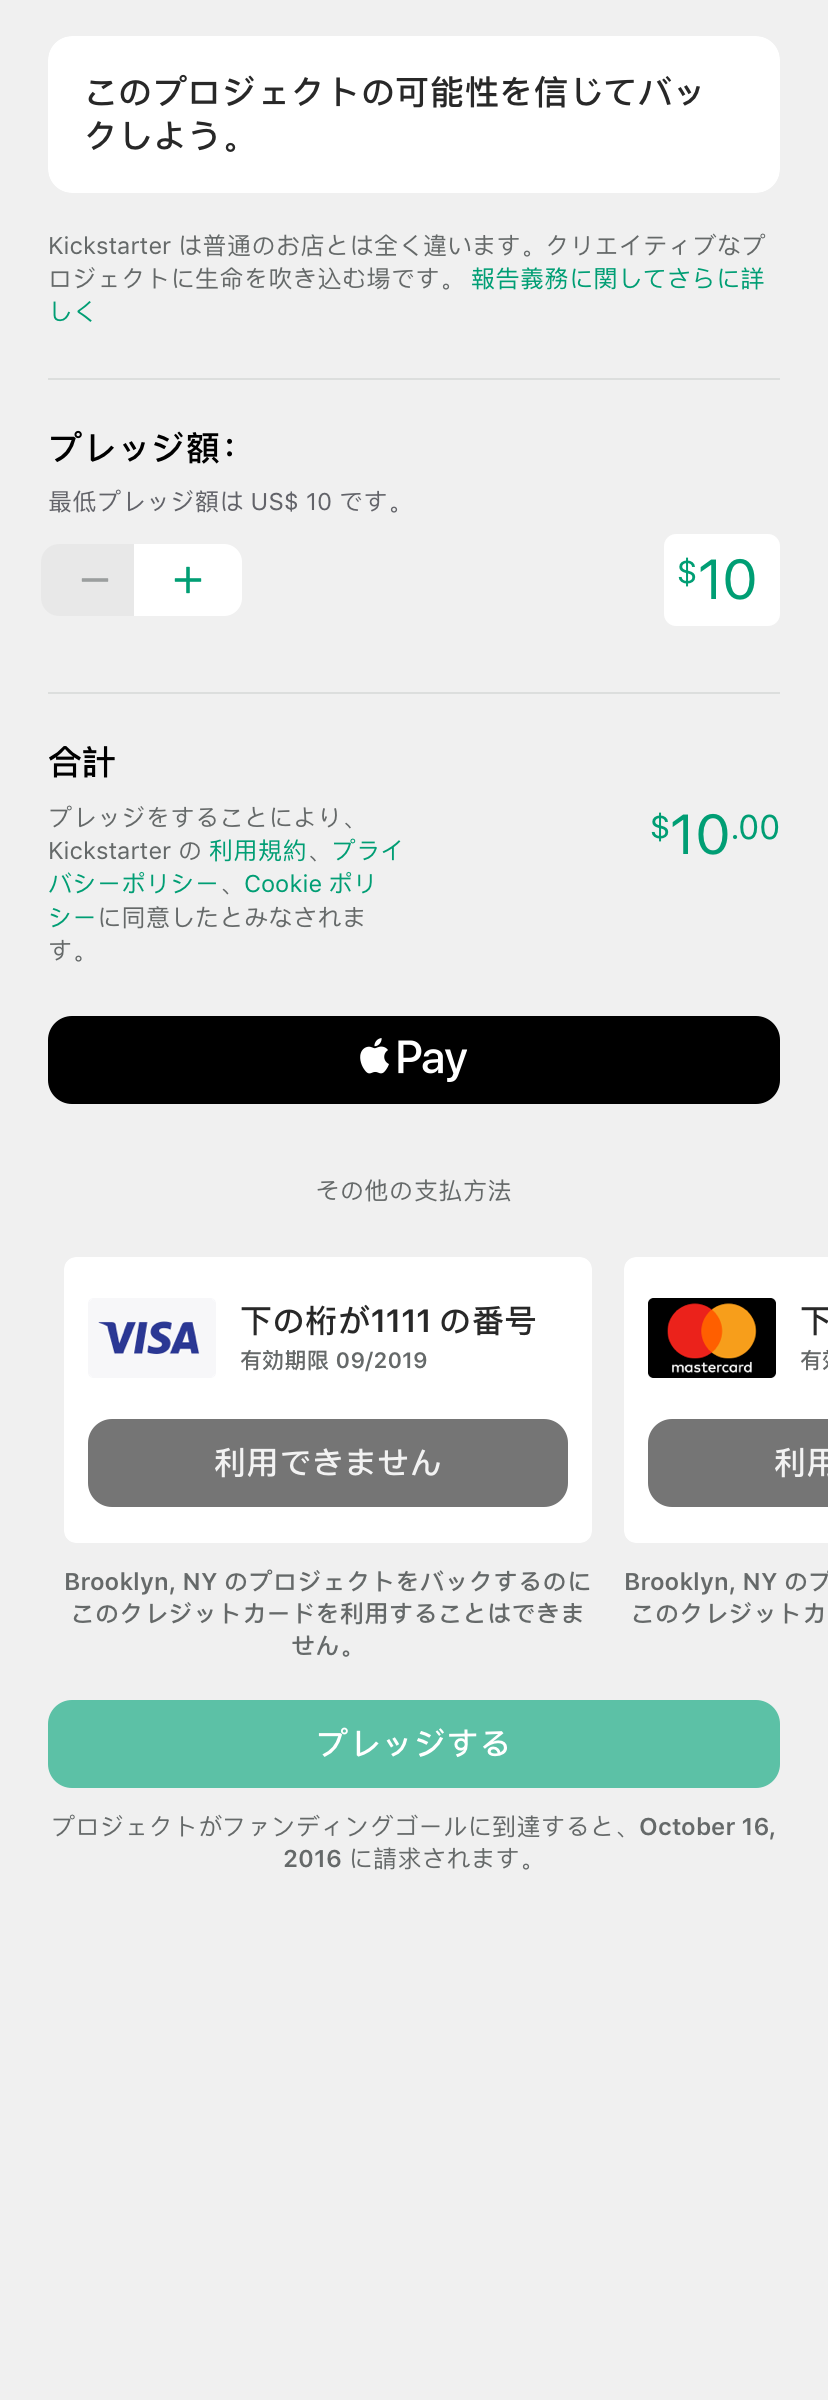 このプロジェクトの可能性を信じてバッ
クしよう。
Kickstarter は普通のお店とは全く違います。クリエイティブなプ
ロジェクトに生命を吹き込む場です。 報告義務に関してさらに詳
しく
プレッジ額：
最低プレッジ額は US$ 10 です。
− +
$10
合計
プレッジをすることにより、
Kickstarter の 利用規約、プライ
バシーポリシー、Cookie ポリ
シーに同意したとみなされま
す。
$10.00
Pay
その他の支払方法
VISA
下の桁が1111 の番号
有効期限 09/2019
利用できません
Brooklyn, NY のプロジェクトをバックするのに
このクレジットカードを利用することはできま
せん。
mastercard
下の
有効
利用
Brooklyn, NY のプ
このクレジットカ
プレッジする
プロジェクトがファンディングゴールに到達すると、October 16,
2016 に請求されます。